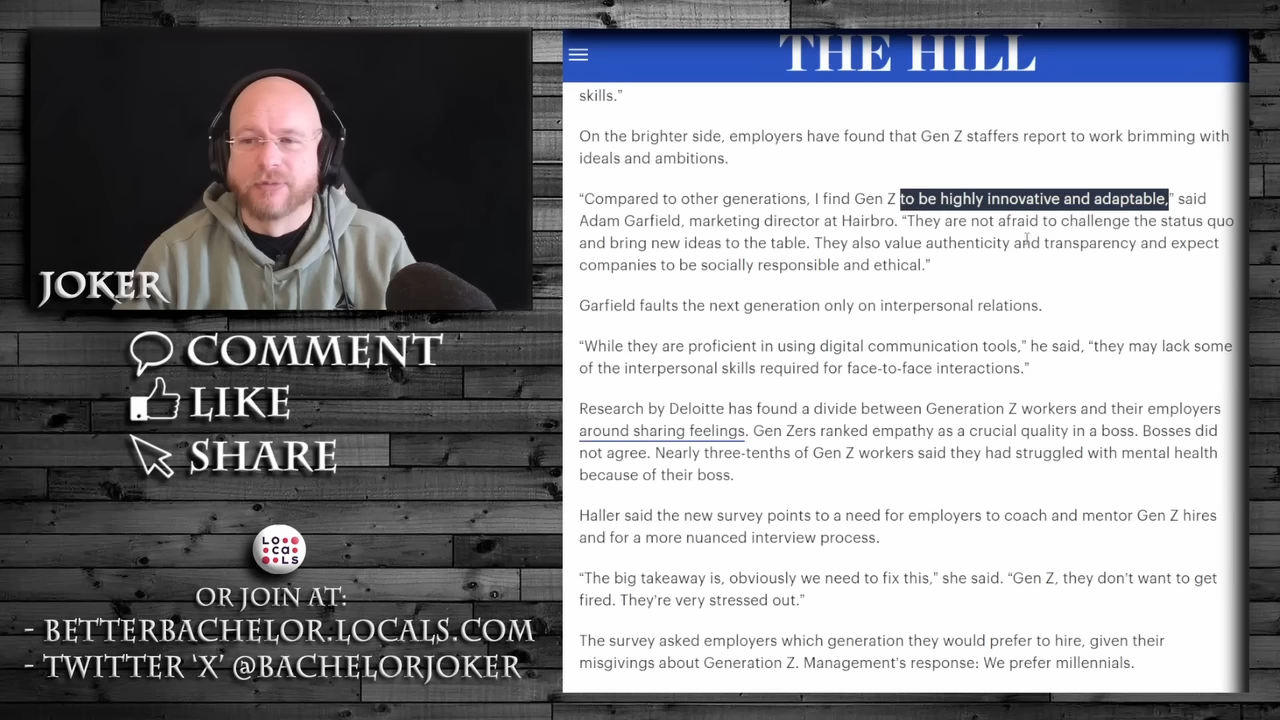 JOKER
COMMENT
LIKE
SHARE
LOcaLS
OR JOIN AT:
- BETTERBACHELOR.LOCALS.COM
- TWITTER 'X' @BACHELORJOKER
THE HILL
skills.”
On the brighter side, employers have found that Gen Z staffers report to work brimming with
ideals and ambitions.
“Compared to other generations, I find Gen Z to be highly innovative and adaptable,” said
Adam Garfield, marketing director at Hairbro. “They are not afraid to challenge the status quo
and bring new ideas to the table. They also value authenticity and transparency and expect
companies to be socially responsible and ethical.”
Garfield faults the next generation only on interpersonal relations.
“While they are proficient in using digital communication tools,” he said, “they may lack some
of the interpersonal skills required for face-to-face interactions.”
Research by Deloitte has found a divide between Generation Z workers and their employers
around sharing feelings. Gen Zers ranked empathy as a crucial quality in a boss. Bosses did
not agree. Nearly three-tenths of Gen Z workers said they had struggled with mental health
because of their boss.
Haller said the new survey points to a need for employers to coach and mentor Gen Z hires
and for a more nuanced interview process.
“The big takeaway is, obviously we need to fix this,” she said. “Gen Z, they don’t want to get
fired. They’re very stressed out.”
The survey asked employers which generation they would prefer to hire, given their
misgivings about Generation Z. Management’s response: We prefer millennials.